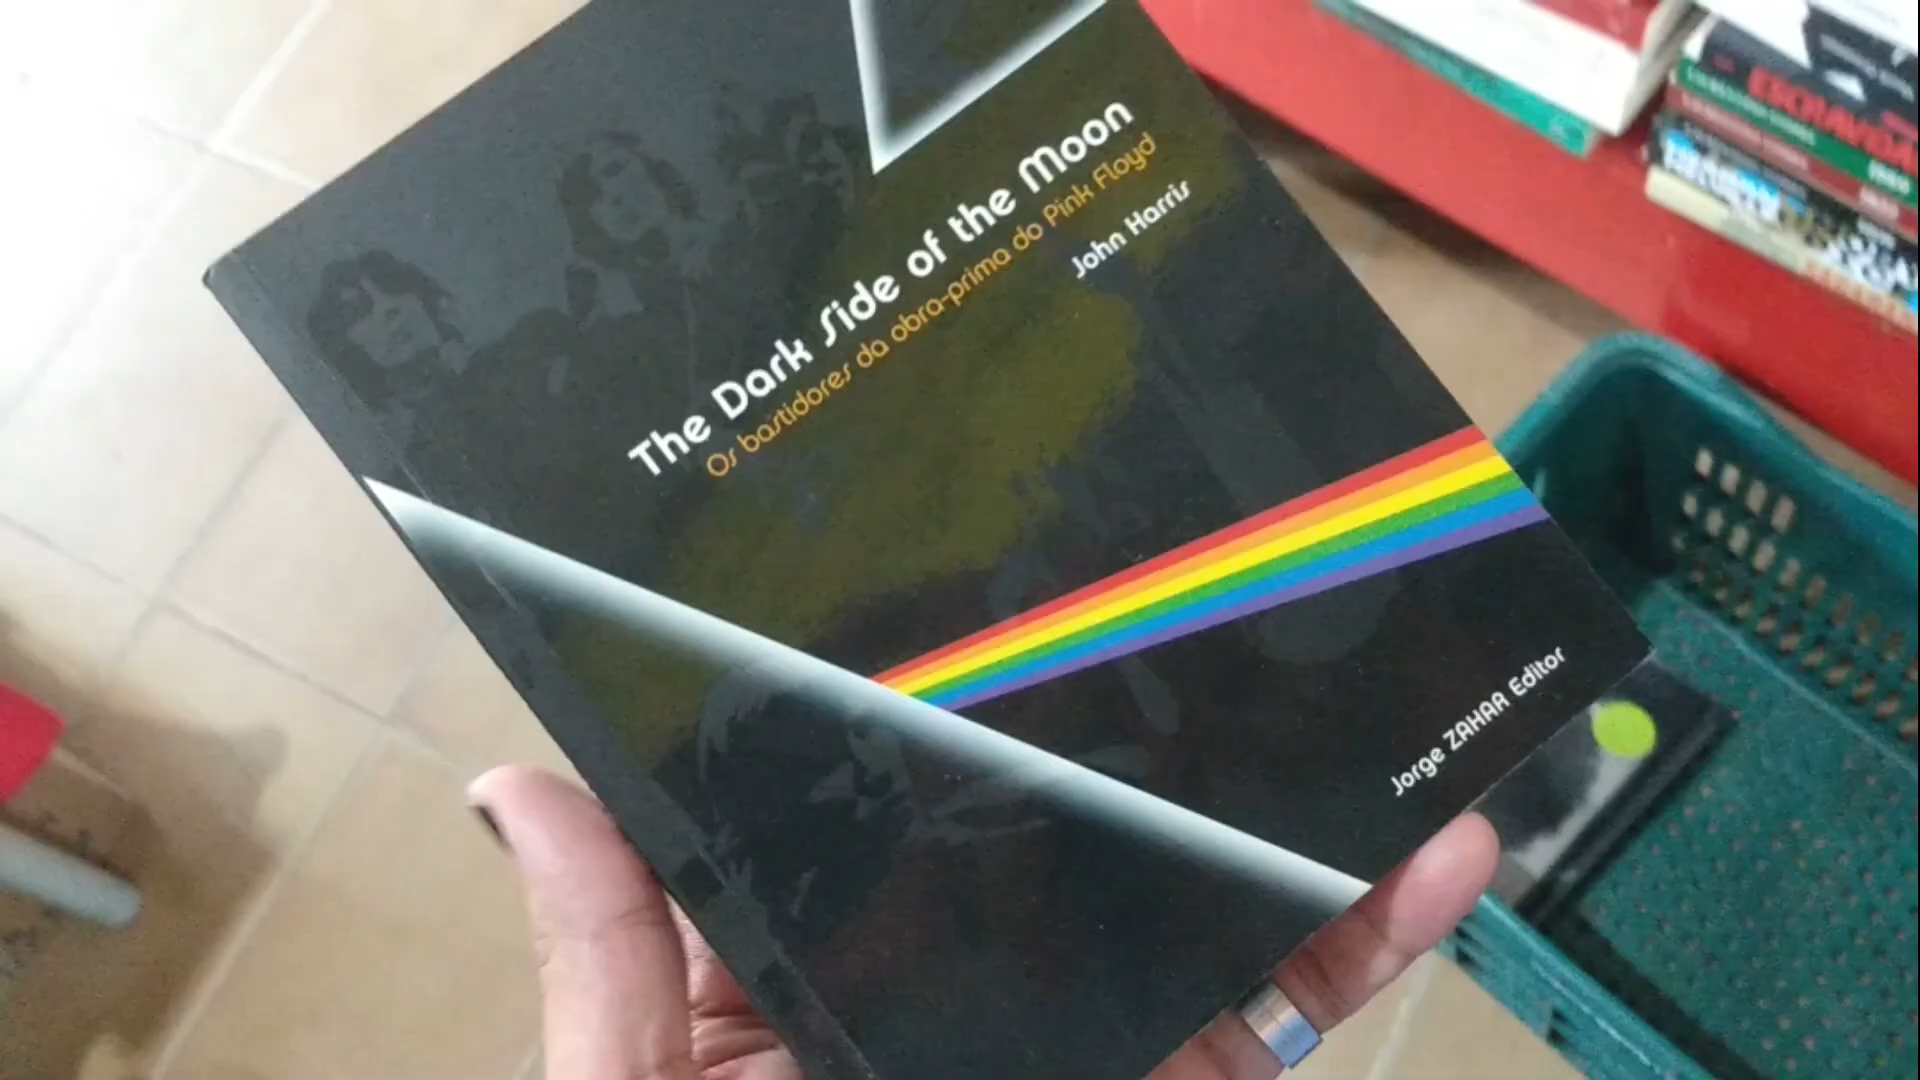 The Dark Side of the Moon
Os bastidores da obra-prima do Pink Floyd
John Harris
Jorge ZAHAR Editor